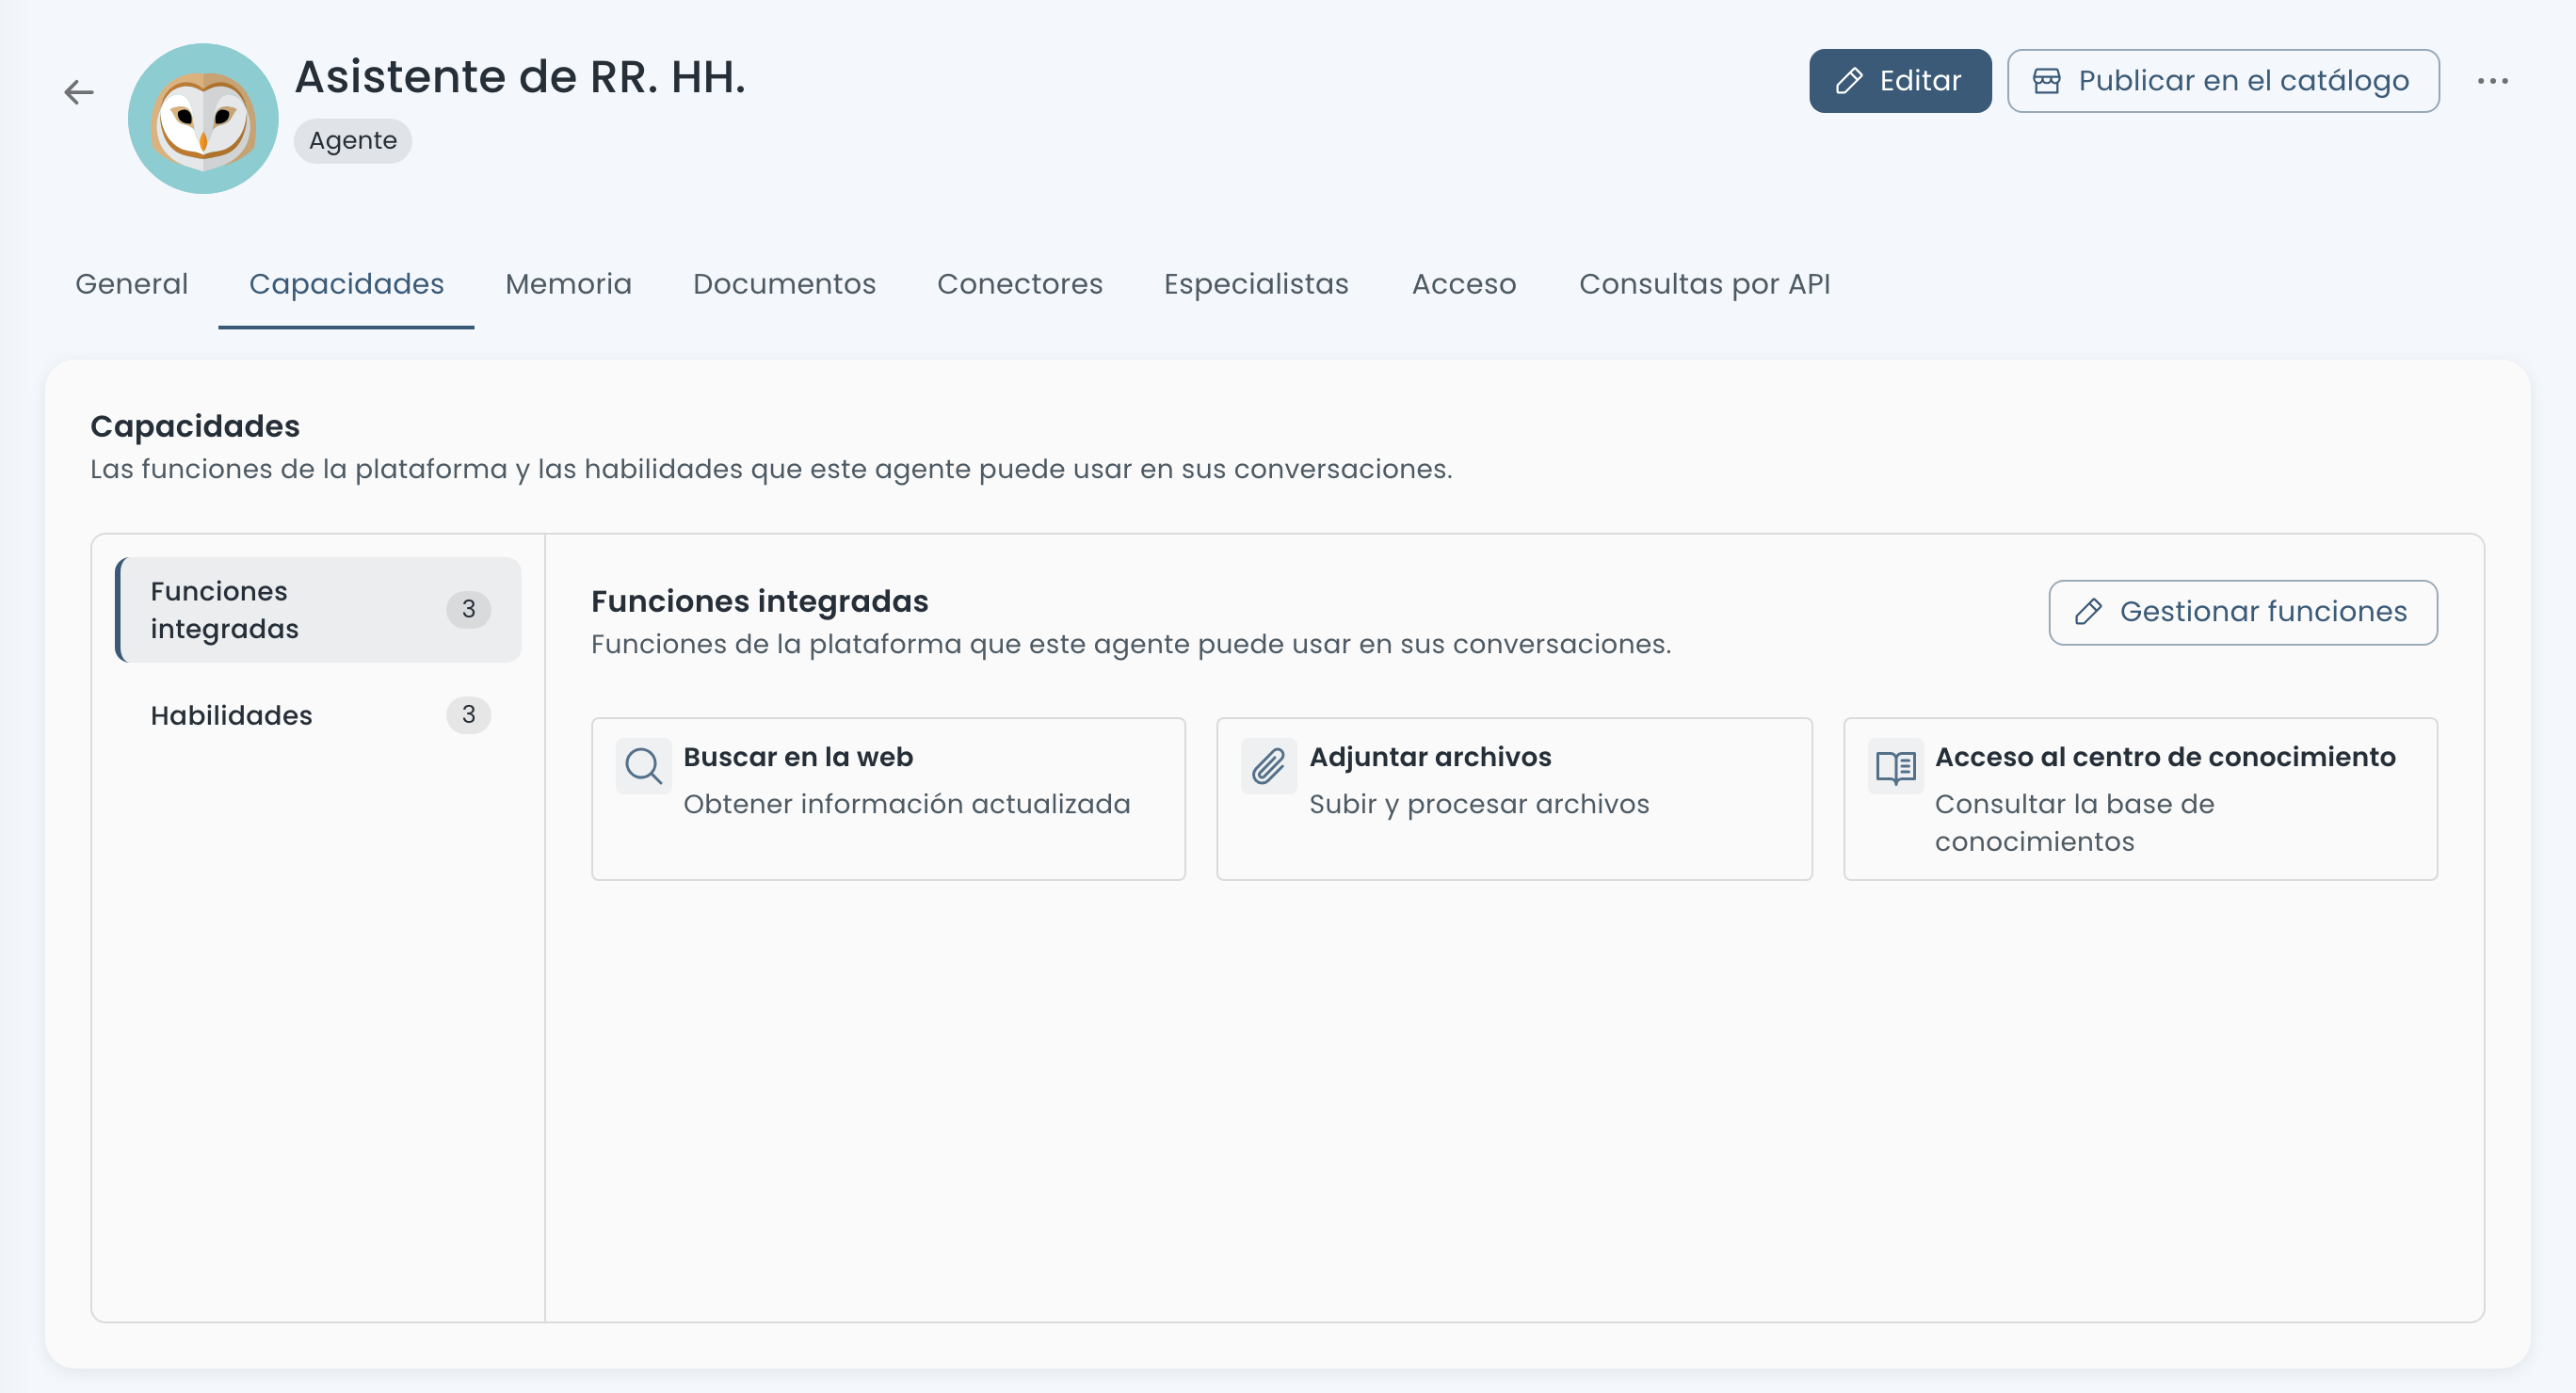 Asistente de RR. HH.
Agente
Editar
Publicar en el catálogo
General
Capacidades
Memoria
Documentos
Conectores
Especialistas
Acceso
Consultas por API
Capacidades
Las funciones de la plataforma y las habilidades que este agente puede usar en sus conversaciones.
Funciones
integradas
3
Habilidades
3
Funciones integradas
Funciones de la plataforma que este agente puede usar en sus conversaciones.
Gestionar funciones
Buscar en la web
Obtener información actualizada
Adjuntar archivos
Subir y procesar archivos
Acceso al centro de conocimiento
Consultar la base de
conocimientos